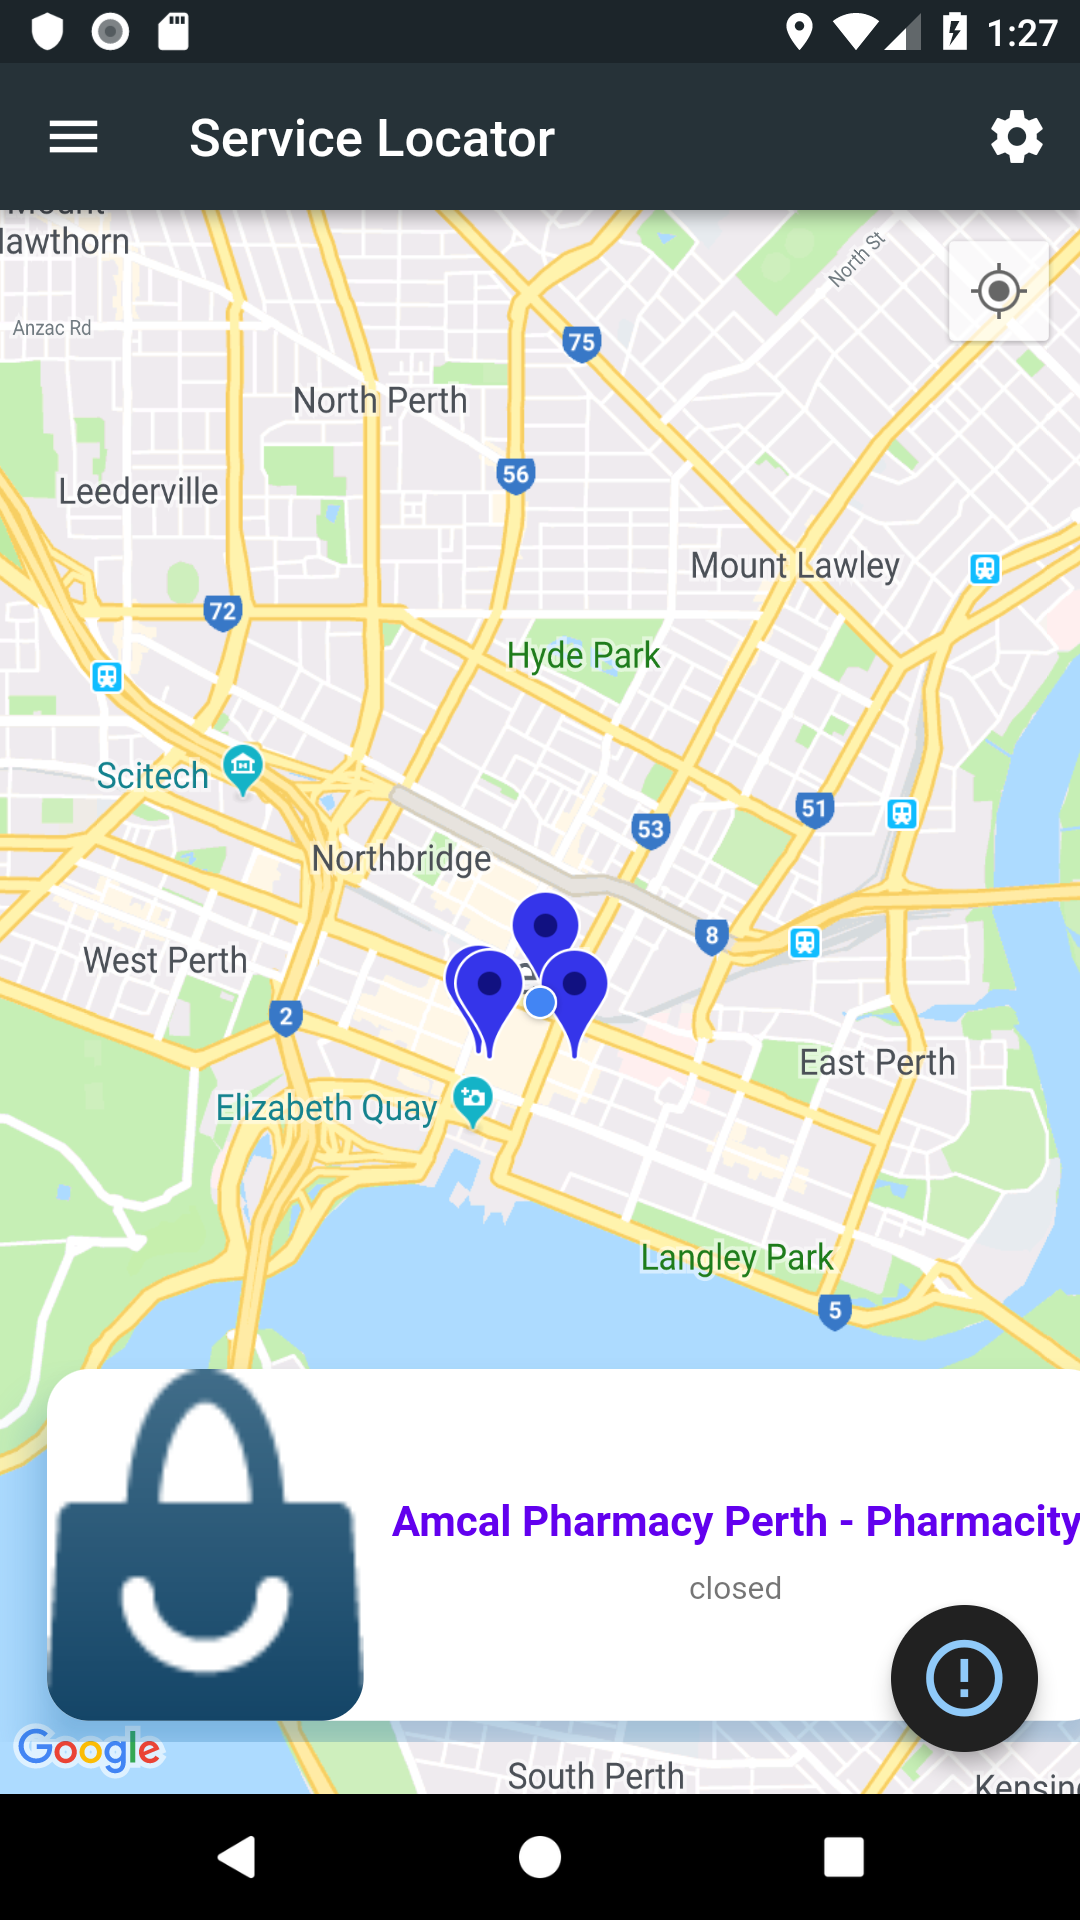 1:27
Service Locator
Mount
Hawthorn
North St
Anzac Rd
75
North Perth
56
Leederville
Mount Lawley
72
Hyde Park
Scitech
51
53
Northbridge
8
West Perth
2
East Perth
Elizabeth Quay
Langley Park
5
Amcal Pharmacy Perth - Pharmacity
closed
Google
South Perth
Kensin